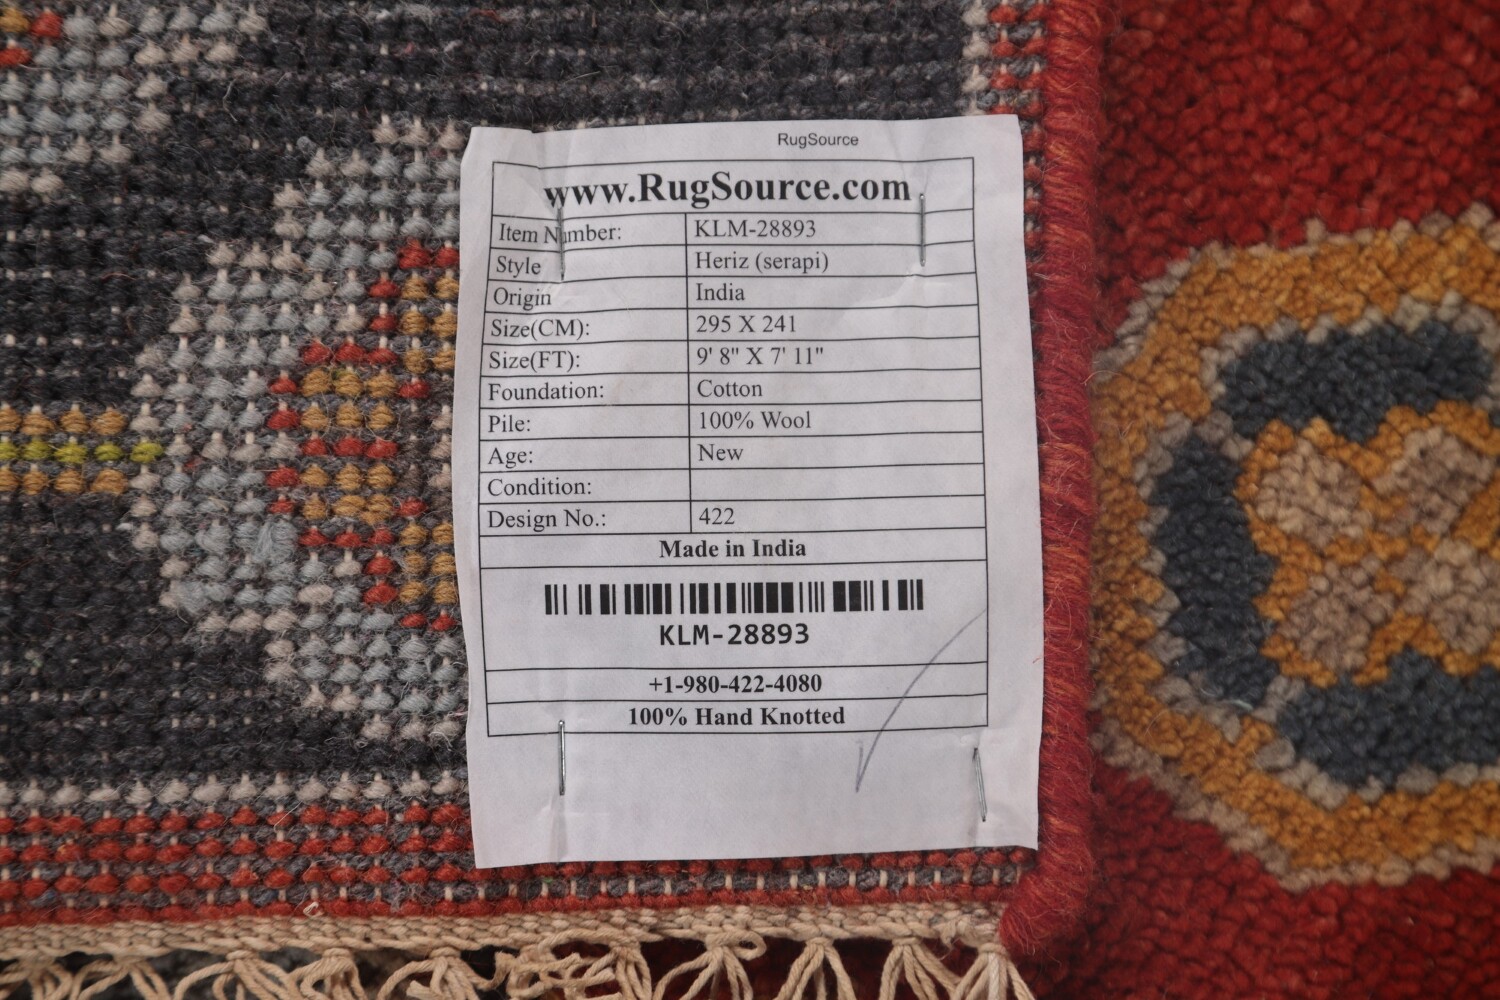 RugSource
www.RugSource.com
Item Number: KLM-28893
Style Heriz (serapi)
Origin India
Size(CM): 295 X 241
Size(FT): 9' 8" X 7' 11"
Foundation: Cotton
Pile: 100% Wool
Age: New
Condition:
Design No.: 422
Made in India
KLM-28893
+1-980-422-4080
100% Hand Knotted